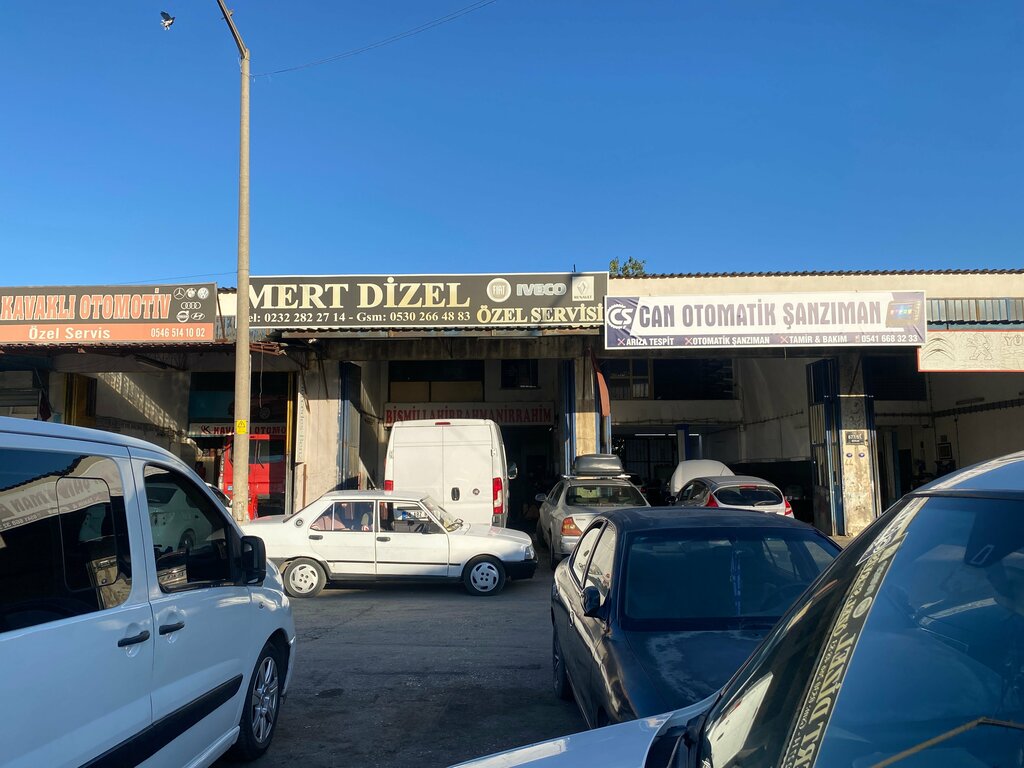 KAVAKLI OTOMOTİV
Özel Servis 0546 514 10 02
MERT DİZEL
FIAT IVECO RENAULT
el: 0232 282 27 14 - Gsm: 0530 266 48 83 ÖZEL SERVİSİ
CS CAN OTOMATİK ŞANZIMAN
ARIZA TESPİT OTOMATİK ŞANZIMAN TAMİR & BAKIM 0541 668 32 33
YÜ
BİSMİLLAHİRRAHMANİRRAHİM